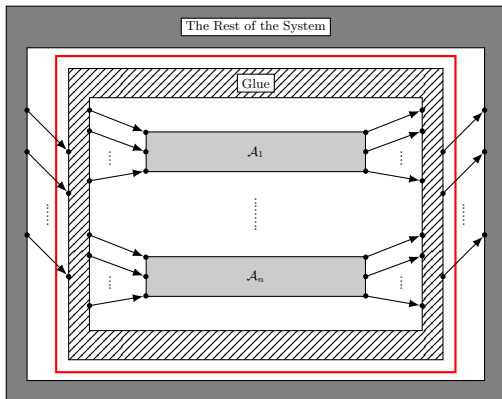 The Rest of the System
Glue
𝒜₁
𝒜ₙ